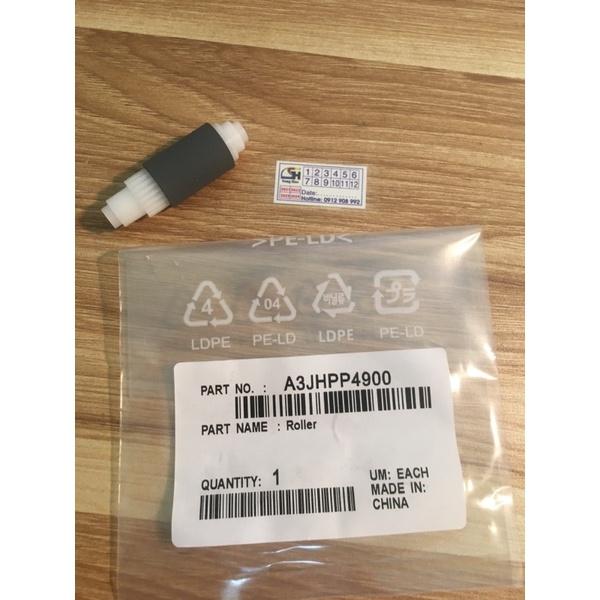 1 2 3 4 5 6
7 8 9 10 11 12
SH
Date:
Hotline: 0912 908 992
>PE-LD<
4 04
LDPE PE-LD LDPE PE-LD
PART NO. : A3JHPP4900
PART NAME : Roller
QUANTITY: 1
UM: EACH
MADE IN:
CHINA